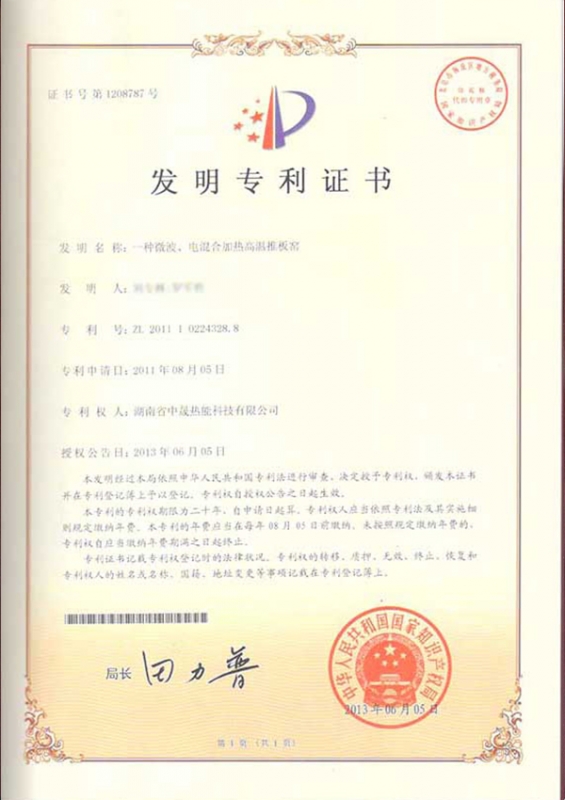 证书号第1208787号
发明专利证书
发明名称：一种微波、电混合加热高温推板窑
发明人：
专利号：ZL 2011 1 0224328.8
专利申请日：2011年08月05日
专利权人：湖南省中晟热能科技有限公司
授权公告日：2013年06月05日
本发明经过本局依照中华人民共和国专利法进行审查，决定授予专利权，颁发本证书
并在专利登记簿上予以登记。专利权自授权公告之日起生效。
本专利的专利权期限为二十年，自申请日起算。专利权人应当依照专利法及其实施细
则规定缴纳年费。本专利的年费应当在每年08月05日前缴纳。未按照规定缴纳年费的，
专利权自应当缴纳年费期满之日起终止。
专利证书记载专利权登记时的法律状况。专利权的转移、质押、无效、终止、恢复和
专利权人的姓名或名称、国籍、地址变更等事项记载在专利登记簿上。
局长
田力普
中华人民共和国国家知识产权局
2013年06月05日
第1页（共1页）